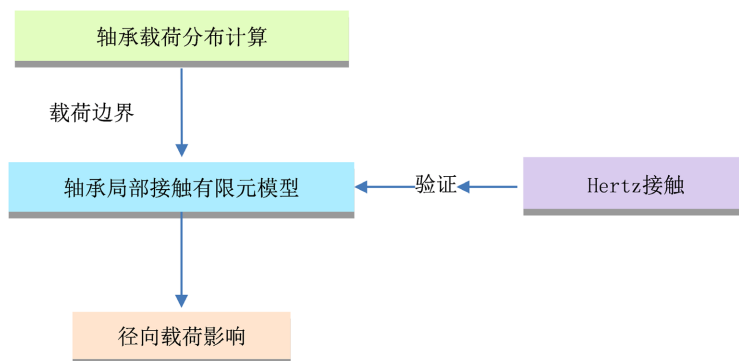 轴承载荷分布计算
载荷边界
轴承局部接触有限元模型
验证
Hertz接触
径向载荷影响